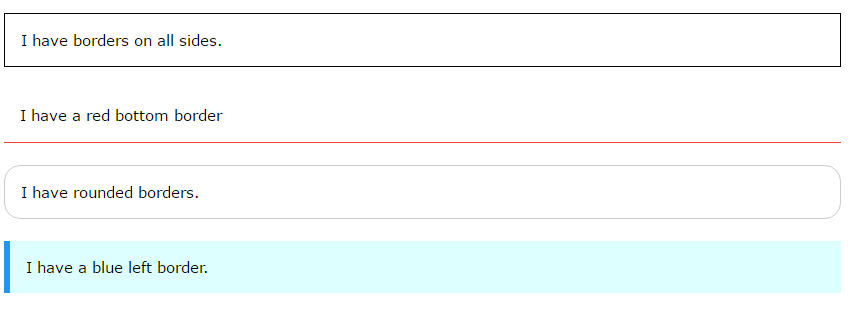 I have borders on all sides.
I have a red bottom border
I have rounded borders.
I have a blue left border.